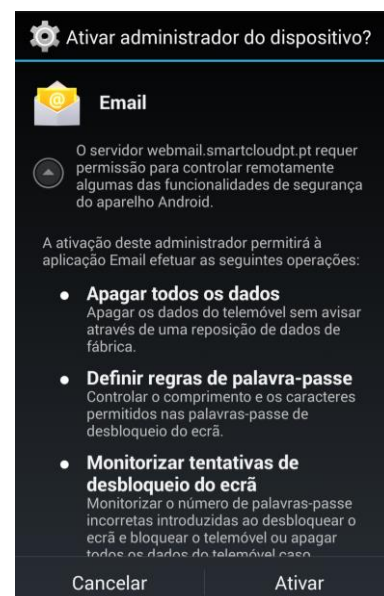 Ativar administrador do dispositivo?
Email
O servidor webmail.smartcloudpt.pt requer
permissão para controlar remotamente
algumas das funcionalidades de segurança
do aparelho Android.
A ativação deste administrador permitirá à
aplicação Email efetuar as seguintes operações:
• Apagar todos os dados
Apagar os dados do telemóvel sem avisar
através de uma reposição de dados de
fábrica.
• Definir regras de palavra-passe
Controlar o comprimento e os caracteres
permitidos nas palavras-passe de
desbloqueio do ecrã.
• Monitorizar tentativas de
desbloqueio do ecrã
Monitorizar o número de palavras-passe
incorretas introduzidas ao desbloquear o
ecrã e bloquear o telemóvel ou apagar
todos os dados do telemóvel caso
Cancelar Ativar